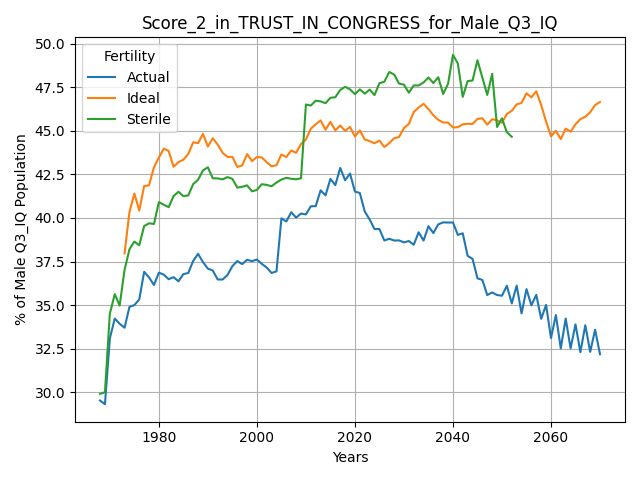 Score_2_in_TRUST_IN_CONGRESS_for_Male_Q3_IQ
% of Male Q3_IQ Population
50.0
47.5
45.0
42.5
40.0
37.5
35.0
32.5
30.0
Fertility
Actual
Ideal
Sterile
1980
2000
2020
2040
2060
Years